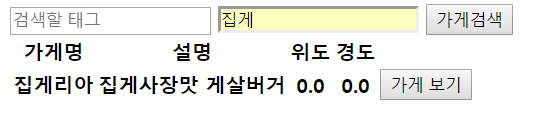 검색할 태그 집게 가게검색
가게명 설명 위도 경도
집게리아 집게사장맛 게살버거 0.0 0.0 가게 보기